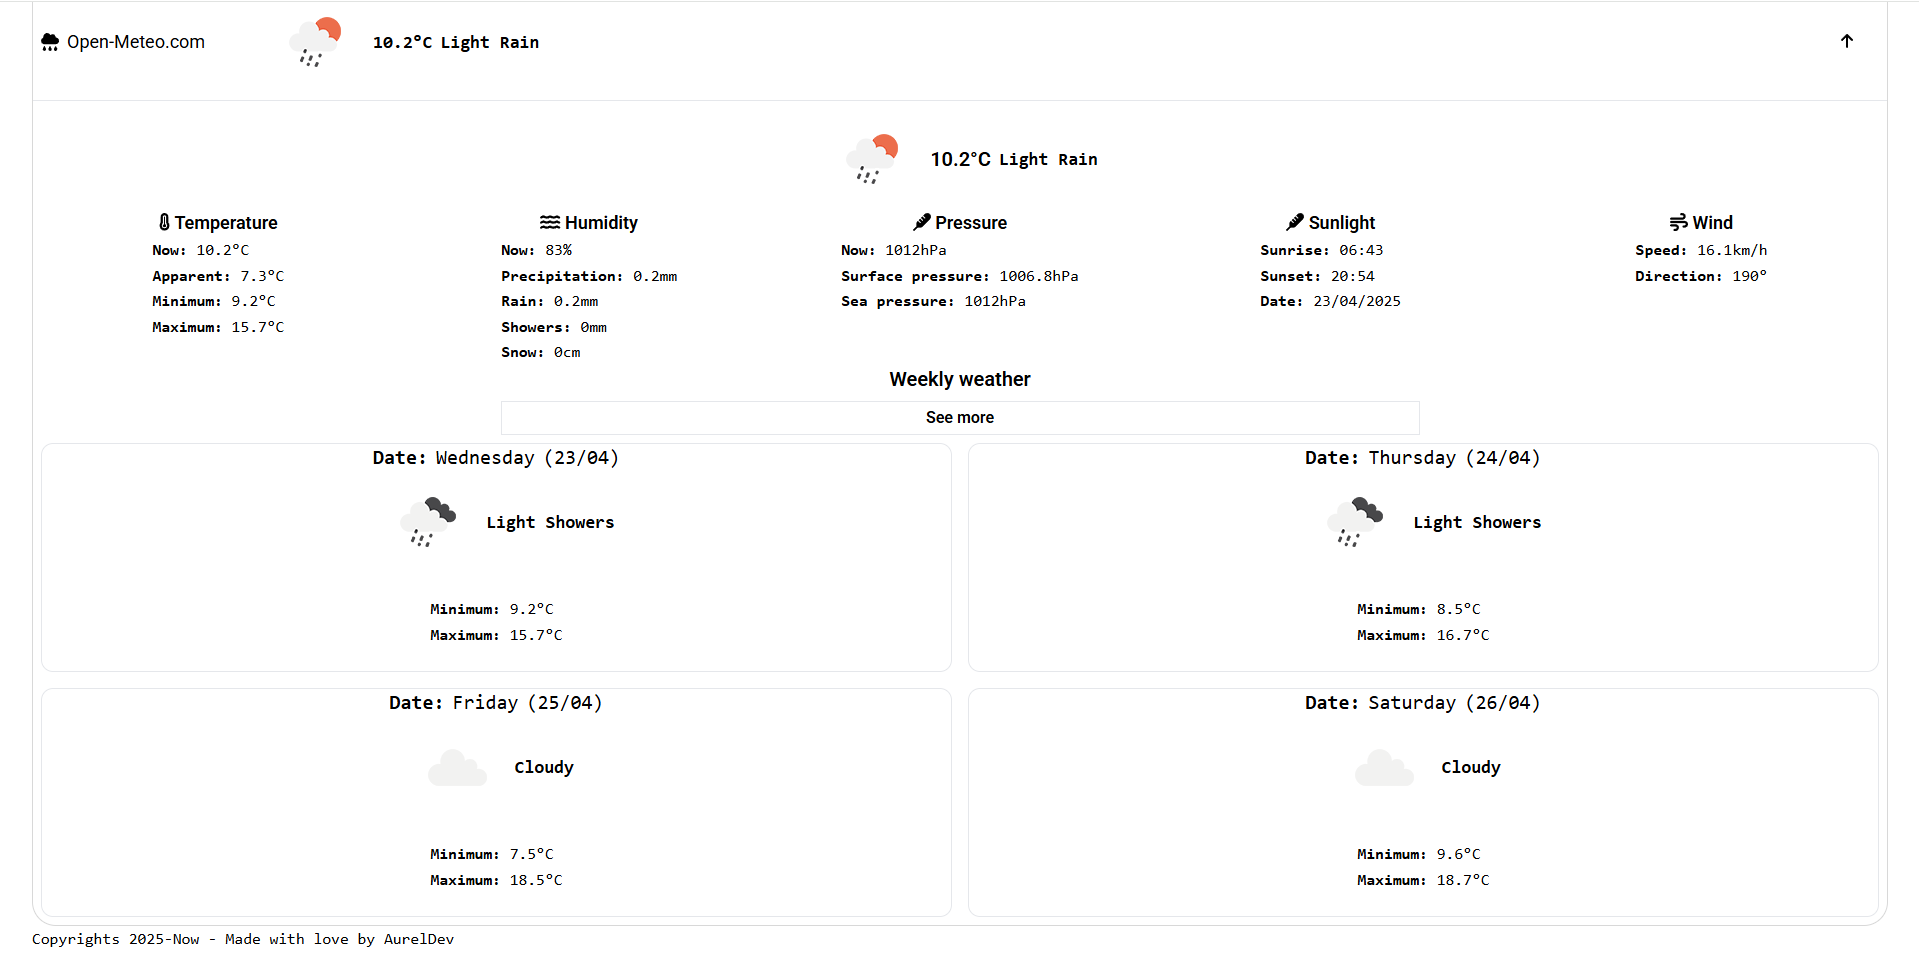 Open-Meteo.com
10.2°C Light Rain
10.2°C Light Rain
Temperature
Now: 10.2°C
Apparent: 7.3°C
Minimum: 9.2°C
Maximum: 15.7°C
Humidity
Now: 83%
Precipitation: 0.2mm
Rain: 0.2mm
Showers: 0mm
Snow: 0cm
Pressure
Now: 1012hPa
Surface pressure: 1006.8hPa
Sea pressure: 1012hPa
Sunlight
Sunrise: 06:43
Sunset: 20:54
Date: 23/04/2025
Wind
Speed: 16.1km/h
Direction: 190°
Weekly weather
See more
Date: Wednesday (23/04)
Light Showers
Minimum: 9.2°C
Maximum: 15.7°C
Date: Thursday (24/04)
Light Showers
Minimum: 8.5°C
Maximum: 16.7°C
Date: Friday (25/04)
Cloudy
Minimum: 7.5°C
Maximum: 18.5°C
Date: Saturday (26/04)
Cloudy
Minimum: 9.6°C
Maximum: 18.7°C
Copyrights 2025-Now - Made with love by AurelDev